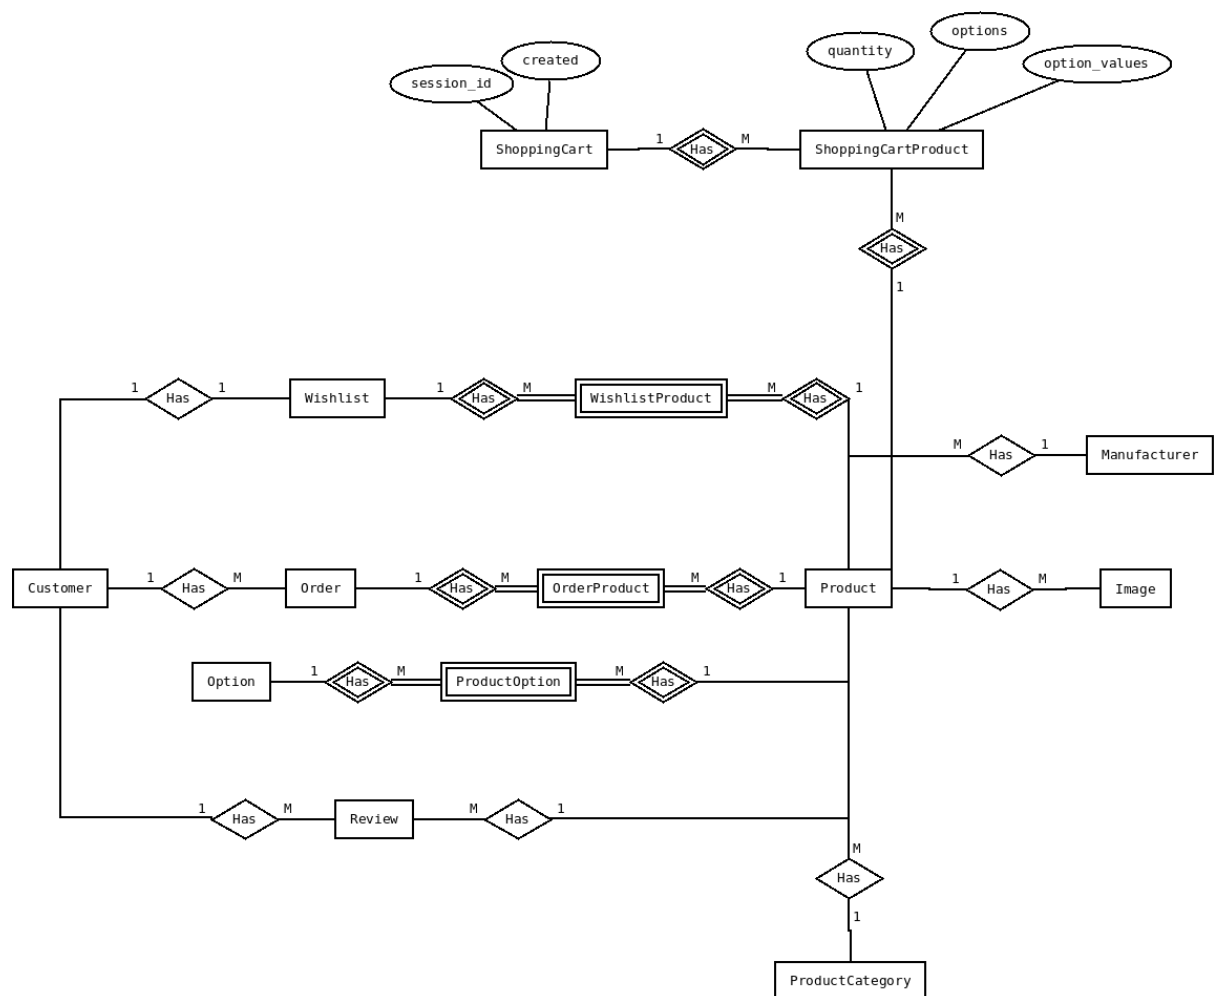 options
quantity
created
option_values
session_id
1
M
ShoppingCart
Has
ShoppingCartProduct
M
Has
1
1
1
1
M
M
1
Has
Wishlist
Has
WishlistProduct
Has
M
1
Has
Manufacturer
1
M
1
M
M
1
1
M
Customer
Has
Order
Has
OrderProduct
Has
Product
Has
Image
1
M
M
1
Option
Has
ProductOption
Has
1
M
M
1
Has
Review
Has
M
Has
1
ProductCategory